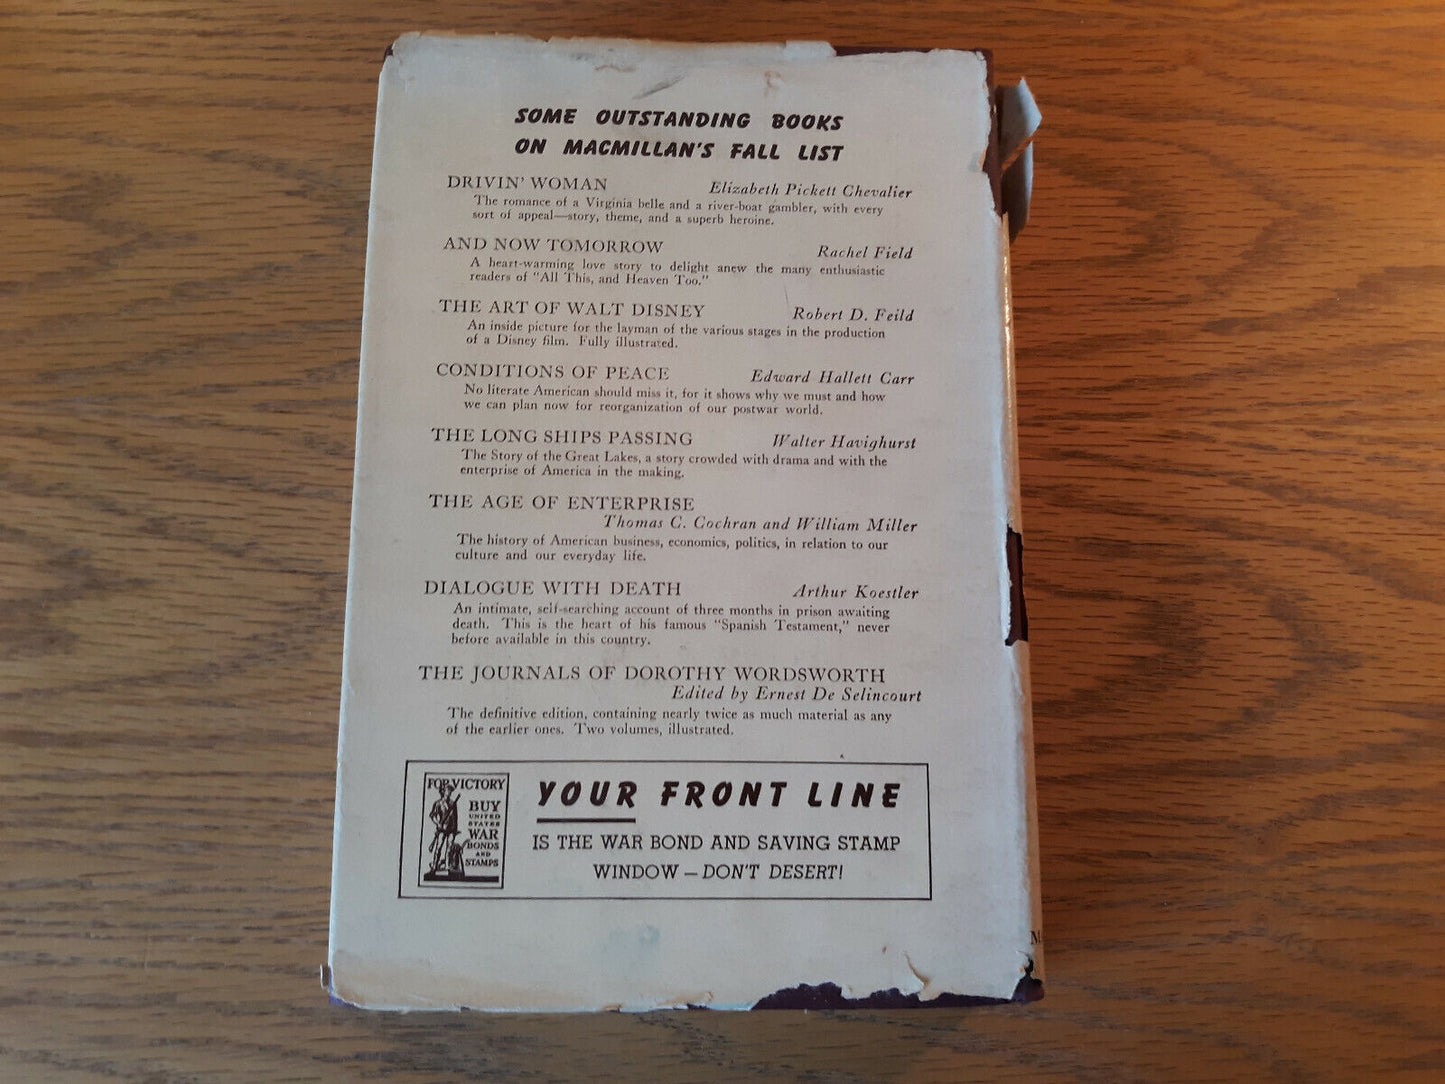 SOME OUTSTANDING BOOKS
ON MACMILLAN'S FALL LIST
DRIVIN' WOMAN Elizabeth Pickett Chevalier
The romance of a Virginia belle and a river-boat gambler, with every
sort of appeal—story, theme, and a superb heroine.
AND NOW TOMORROW Rachel Field
A heart-warming love story to delight anew the many enthusiastic
readers of "All This, and Heaven Too."
THE ART OF WALT DISNEY Robert D. Feild
An inside picture for the layman of the various stages in the production
of a Disney film. Fully illustrated.
CONDITIONS OF PEACE Edward Hallett Carr
No literate American should miss it, for it shows why we must and how
we can plan now for reorganization of our postwar world.
THE LONG SHIPS PASSING Walter Havighurst
The Story of the Great Lakes, a story crowded with drama and with the
enterprise of America in the making.
THE AGE OF ENTERPRISE
Thomas C. Cochran and William Miller
The history of American business, economics, politics, in relation to our
culture and our everyday life.
DIALOGUE WITH DEATH Arthur Koestler
An intimate, self-searching account of three months in prison awaiting
death. This is the heart of his famous "Spanish Testament," never
before available in this country.
THE JOURNALS OF DOROTHY WORDSWORTH
Edited by Ernest De Selincourt
The definitive edition, containing nearly twice as much material as any
of the earlier ones. Two volumes, illustrated.
FOR VICTORY
BUY
UNITED
STATES
WAR
BONDS
AND
STAMPS
YOUR FRONT LINE
IS THE WAR BOND AND SAVING STAMP
WINDOW — DON'T DESERT!